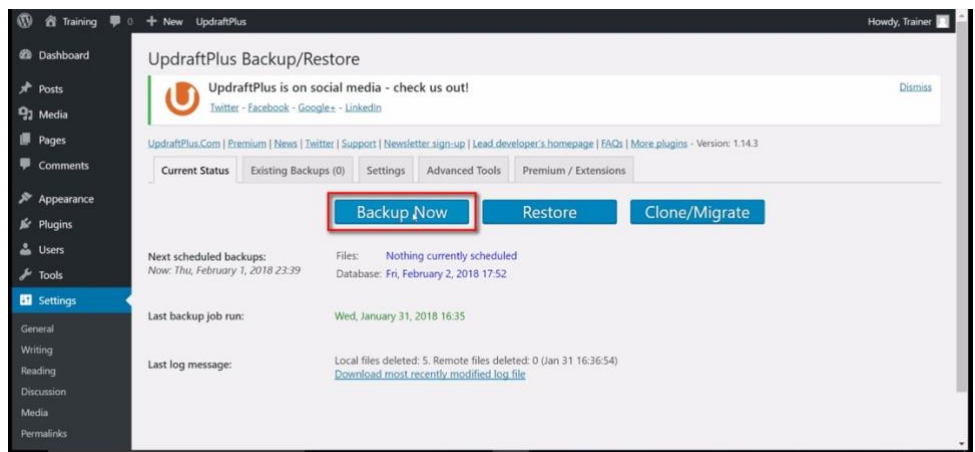 Training 0 + New UpdraftPlus Howdy, Trainer
Dashboard
Posts
Media
Pages
Comments
Appearance
Plugins
Users
Tools
Settings
General
Writing
Reading
Discussion
Media
Permalinks
UpdraftPlus Backup/Restore
UpdraftPlus is on social media - check us out! Dismiss
Twitter - Facebook - Google+ - LinkedIn
UpdraftPlus.Com | Premium | News | Twitter | Support | Newsletter sign-up | Lead developer's homepage | FAQs | More plugins - Version: 1.14.3
Current Status Existing Backups (0) Settings Advanced Tools Premium / Extensions
Backup Now Restore Clone/Migrate
Next scheduled backups: Files: Nothing currently scheduled
Now: Thu, February 1, 2018 23:39 Database: Fri, February 2, 2018 17:52
Last backup job run: Wed, January 31, 2018 16:35
Last log message: Local files deleted: 5. Remote files deleted: 0 (Jan 31 16:36:54)
Download most recently modified log file